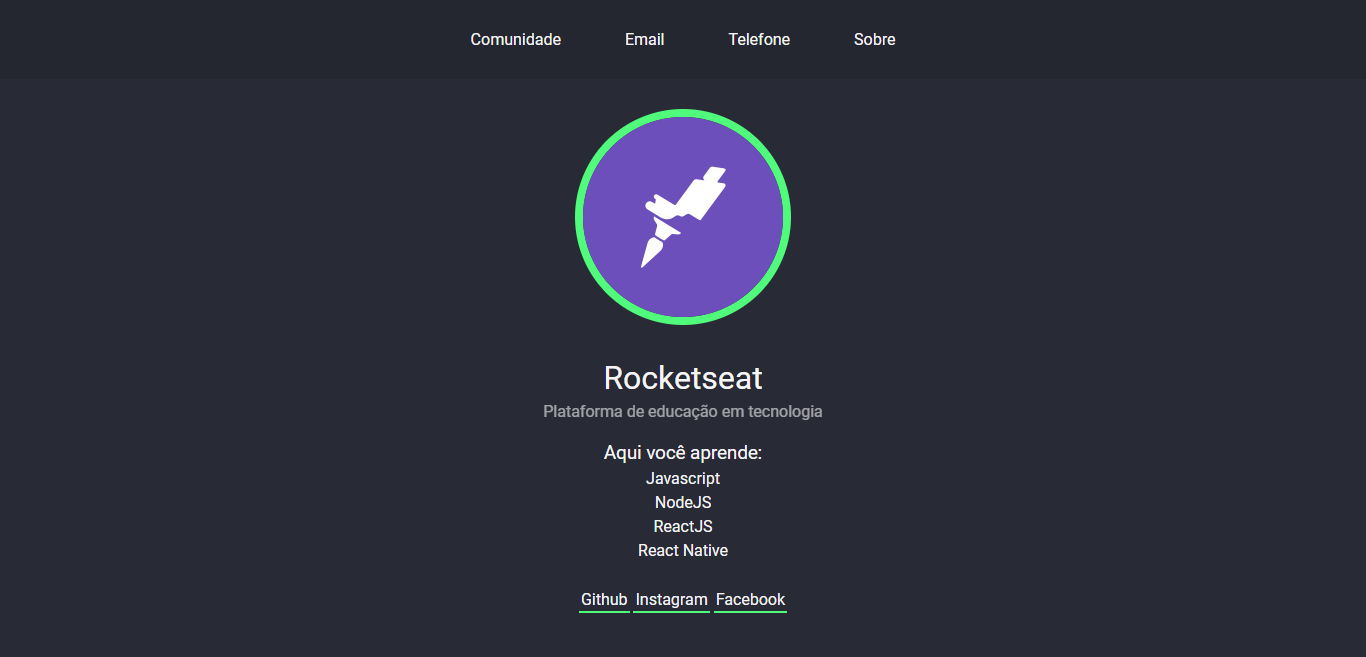 Comunidade Email Telefone Sobre
Rocketseat
Plataforma de educação em tecnologia
Aqui você aprende:
Javascript
NodeJS
ReactJS
React Native
Github Instagram Facebook